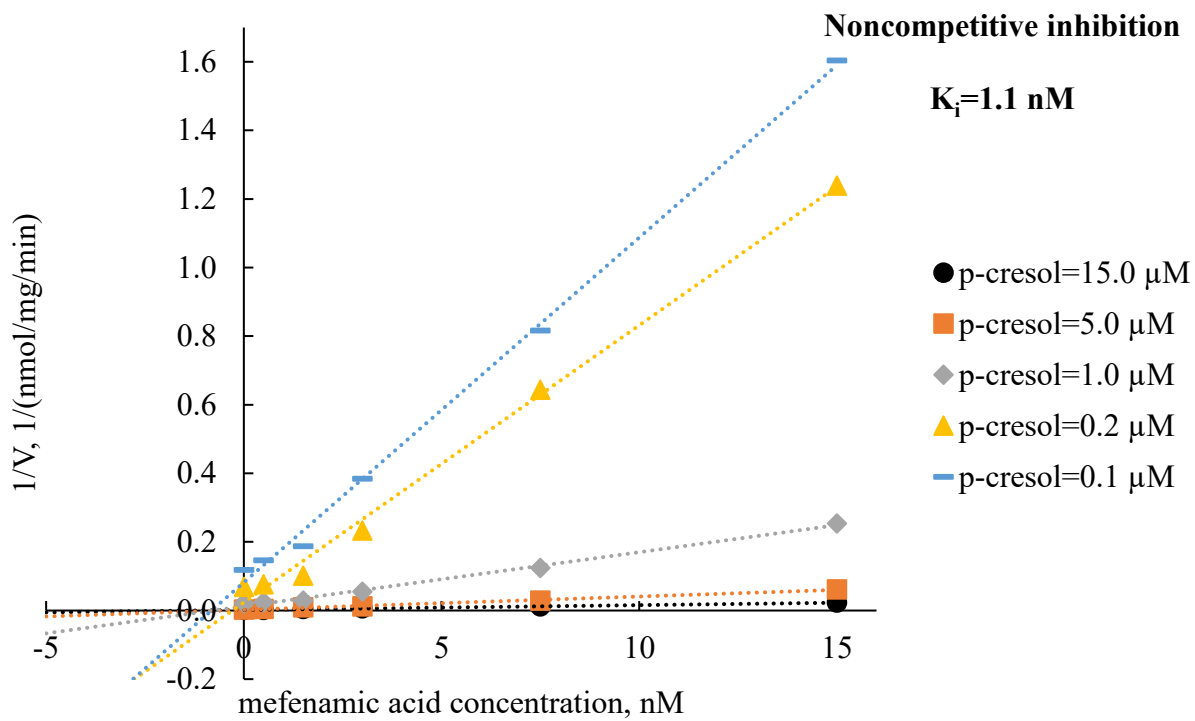 Noncompetitive inhibition
Kᵢ=1.1 nM
1/V, 1/(nmol/mg/min)
1.6
1.4
1.2
1.0
0.8
0.6
0.4
0.2
0.0
-0.2
-5
0
5
10
15
mefenamic acid concentration, nM
p-cresol=15.0 µM
p-cresol=5.0 µM
p-cresol=1.0 µM
p-cresol=0.2 µM
p-cresol=0.1 µM